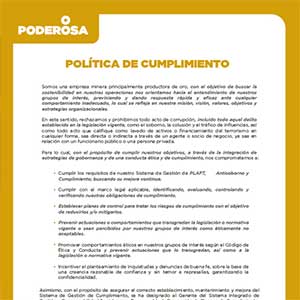 PODEROSA
POLÍTICA DE CUMPLIMIENTO
Somos una empresa minera principalmente productora de oro, con el objetivo de buscar la
sostenibilidad en nuestras operaciones nos orientamos hacia el entendimiento de nuestros
grupos de interés, previniendo y dando respuesta rápida y eficaz ante cualquier
comportamiento inadecuado, lo cual se refleja en nuestra misión, visión, valores, objetivos y
estrategias organizacionales.
En este sentido, rechazamos y prohibimos todo acto de corrupción, incluido todo aquel delito
establecido en la legislación vigente, como el soborno, la colusión y el tráfico de influencias, así
como todo acto que califique como lavado de activos o financiamiento del terrorismo en
cualquier forma, sea directa o indirecta a través de un agente o socio de negocio, ya sea en
relación con un funcionario público o una persona privada.
Por lo cual, con el propósito de cumplir nuestros objetivos, a través de la integración de
estrategias de gobernanza y de una conducta ética y de cumplimiento, nos comprometemos a:
Cumplir los requisitos de nuestro Sistema de Gestión de PLAFT, Antisoborno y
Cumplimiento; buscando su mejora continua.
Cumplir con el marco legal aplicable, identificando, evaluando, controlando y
verificando nuestras obligaciones de cumplimiento.
Establecer planes de control para tratar los riesgos de cumplimiento con el objetivo
de reducirlos y/o mitigarlos.
Prevenir actuaciones o comportamientos que transgredan la legislación o normativa
vigente o sean percibidos por nuestros grupos de interés como prácticas no
aceptables.
Promover comportamientos éticos en nuestros grupos de interés según el Código de
Ética y Conducta y prevenir actuaciones que lo transgredan, así como a la
legislación y normativa vigente.
Incentivar el planteamiento de inquietudes y denuncias de buena fe, sobre la base de
una creencia razonable de confianza y sin temor a represalias, garantizando la
confidencialidad.
Asimismo, con el propósito de asegurar el correcto establecimiento, mantenimiento y mejora del
Sistema de Gestión de Cumplimiento, se ha designado al Gerente del Sistema Integrado de